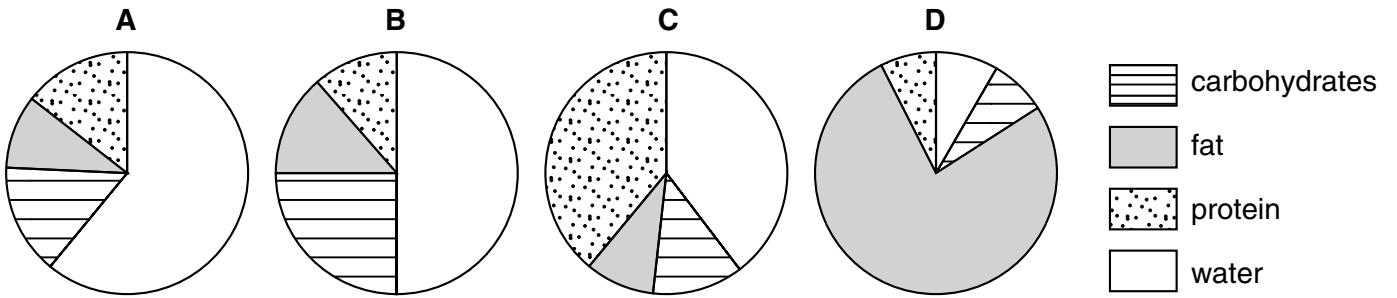 A B C D
carbohydrates
fat
protein
water